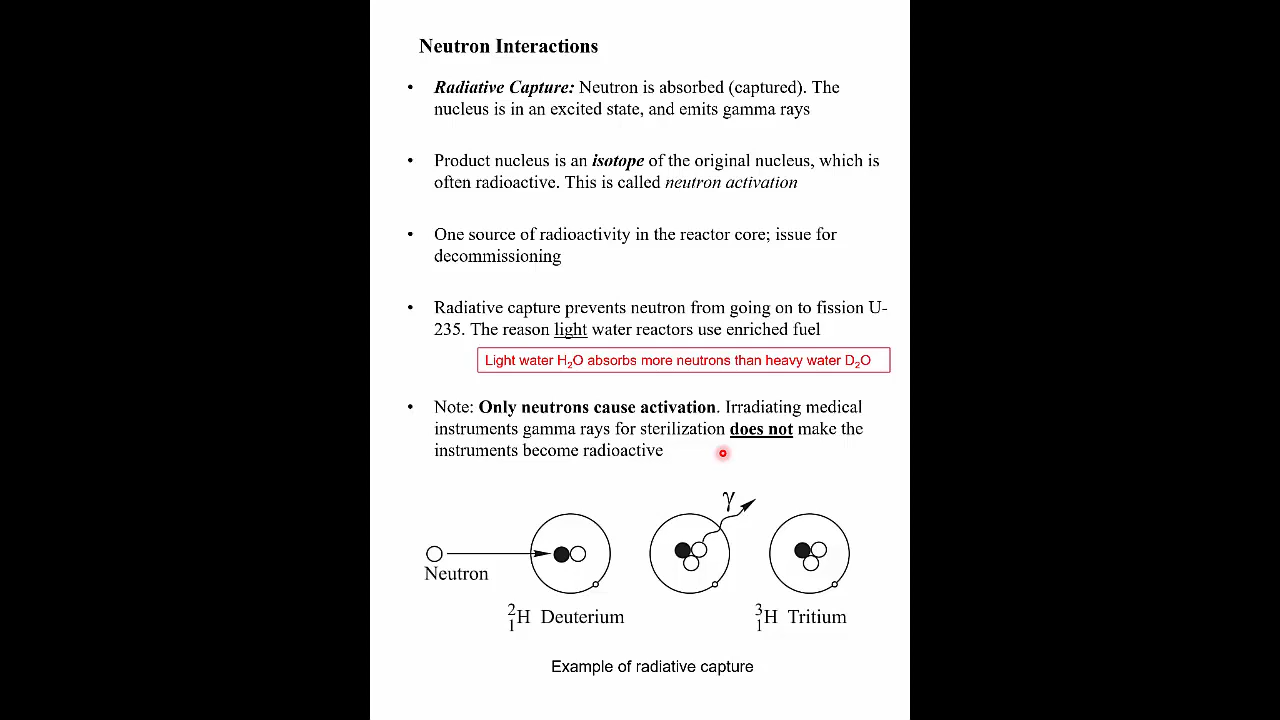 Neutron Interactions
• Radiative Capture: Neutron is absorbed (captured). The
nucleus is in an excited state, and emits gamma rays
• Product nucleus is an isotope of the original nucleus, which is
often radioactive. This is called neutron activation
• One source of radioactivity in the reactor core; issue for
decommissioning
• Radiative capture prevents neutron from going on to fission U-
235. The reason light water reactors use enriched fuel
Light water H₂O absorbs more neutrons than heavy water D₂O
• Note: Only neutrons cause activation. Irradiating medical
instruments gamma rays for sterilization does not make the
instruments become radioactive
γ
Neutron
²₁H Deuterium
³₁H Tritium
Example of radiative capture